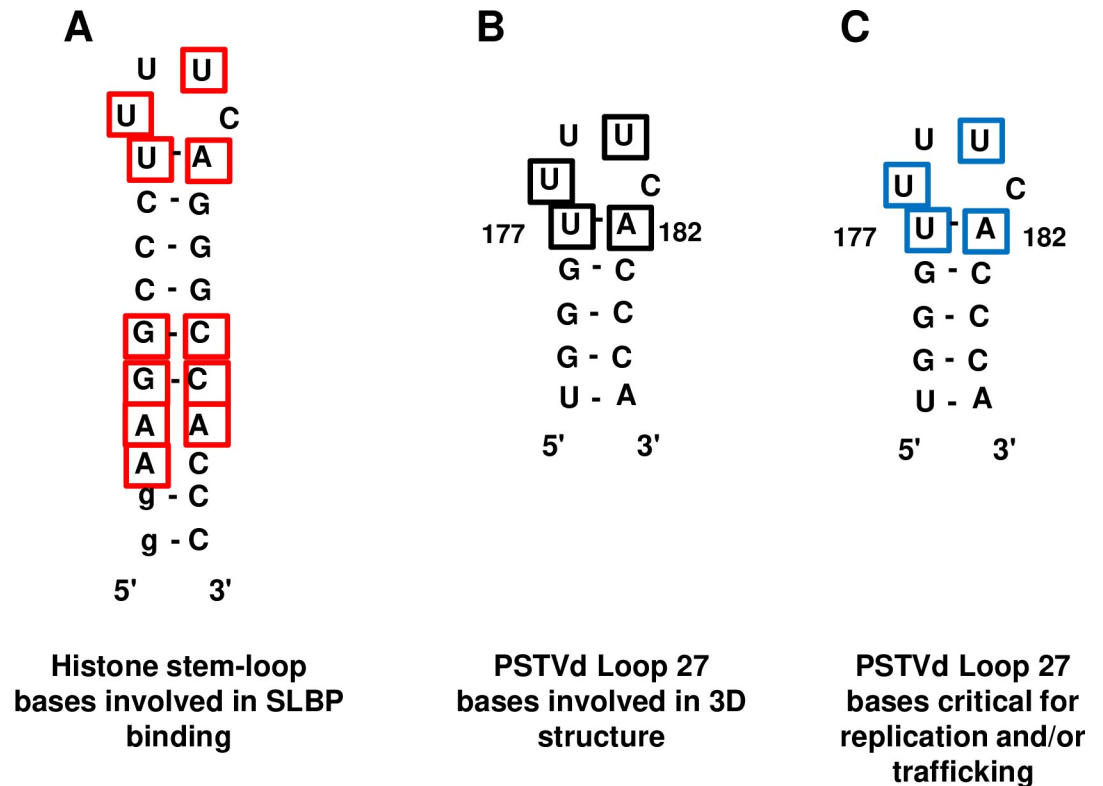 A
U U
U C
U - A
C - G
C - G
C - G
G - C
G - C
A A
A C
g - C
g - C
5' 3'
Histone stem-loop
bases involved in SLBP
binding
B
U U
U C
177 U - A 182
G - C
G - C
G - C
U - A
5' 3'
PSTVd Loop 27
bases involved in 3D
structure
C
U U
U C
177 U - A 182
G - C
G - C
G - C
U - A
5' 3'
PSTVd Loop 27
bases critical for
replication and/or
trafficking